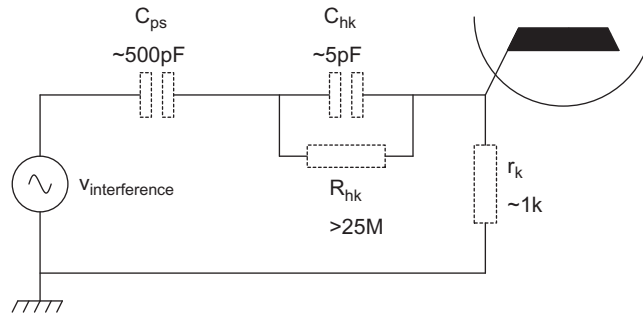 C_ps
~500pF
C_hk
~5pF
v_interference
R_hk
>25M
r_k
~1k